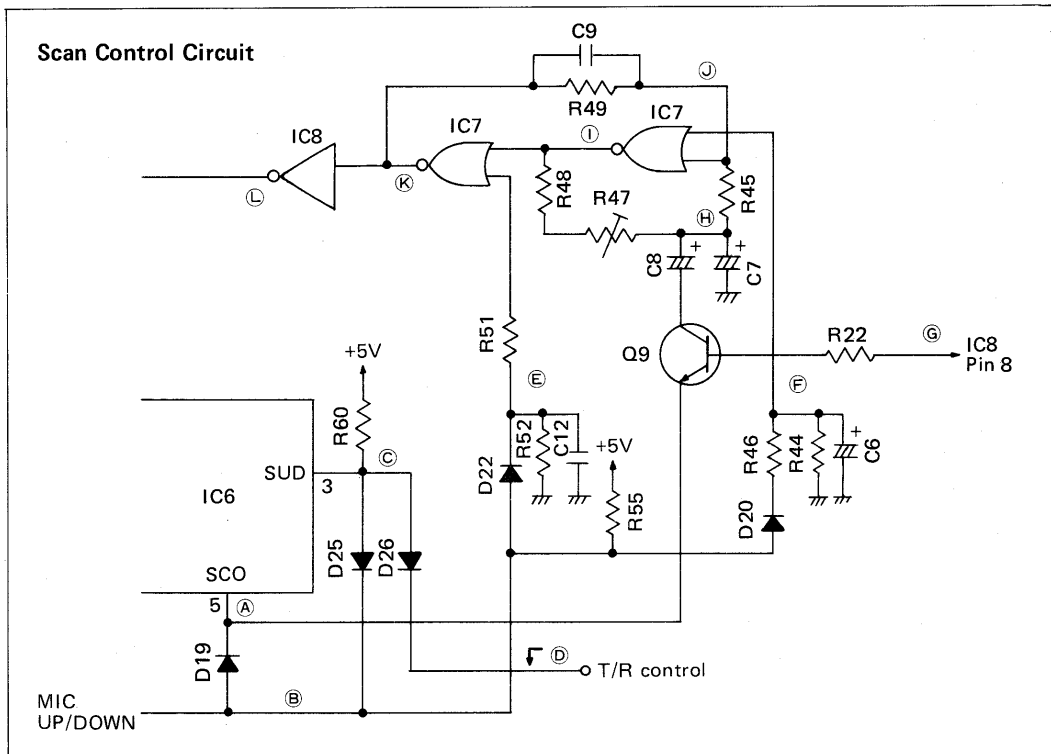 Scan Control Circuit
C9
J
R49
IC8
IC7
I
IC7
K
L
R48
R47
R45
H
C8
+
C7
+
R51
Q9
R22
G
IC8
Pin 8
+5V
E
F
R60
R52
C12
+5V
R46
R44
C6
+
SUD
3
C
D22
R55
D20
IC6
D25
D26
SCO
5
A
D19
D
T/R control
MIC
UP/DOWN
B